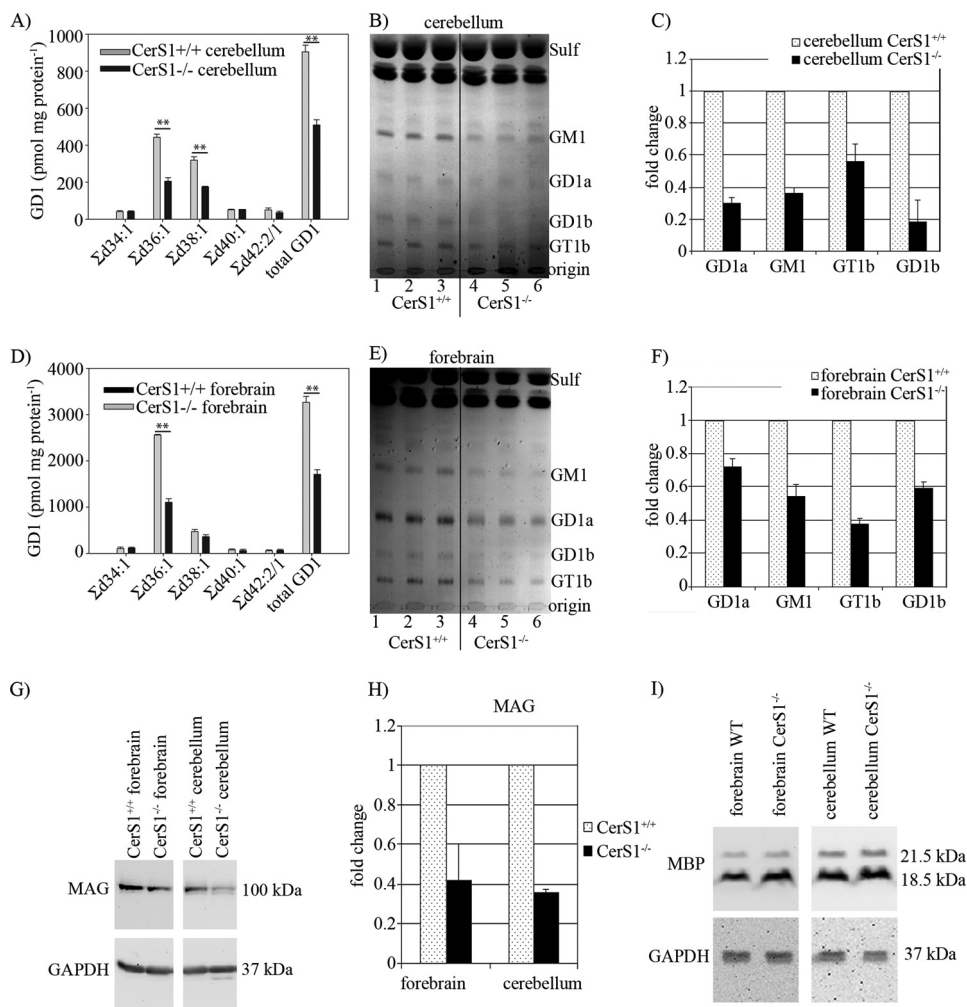 A)
GD1 (pmol mg protein-1)
1000
800
600
400
200
0
CerS1+/+ cerebellum
CerS1-/- cerebellum
**
**
**
Σd34:1
Σd36:1
Σd38:1
Σd40:1
Σd42:2/1
total GD1
B)
cerebellum
Sulf
GM1
GD1a
GD1b
GT1b
origin
1 2 3 4 5 6
CerS1+/+ CerS1-/-
C)
cerebellum CerS1+/+
cerebellum CerS1-/-
fold change
1.2
1
0.8
0.6
0.4
0.2
0
GD1a GM1 GT1b GD1b
D)
GD1 (pmol mg protein-1)
4000
3000
2000
1000
0
CerS1+/+ forebrain
CerS1-/- forebrain
**
**
Σd34:1
Σd36:1
Σd38:1
Σd40:1
Σd42:2/1
total GD1
E)
forebrain
Sulf
GM1
GD1a
GD1b
GT1b
origin
1 2 3 4 5 6
CerS1+/+ CerS1-/-
F)
forebrain CerS1+/+
forebrain CerS1-/-
fold change
1.2
1
0.8
0.6
0.4
0.2
0
GD1a GM1 GT1b GD1b
G)
CerS1+/+ forebrain
CerS1-/- forebrain
CerS1+/+ cerebellum
CerS1-/- cerebellum
MAG 100 kDa
GAPDH 37 kDa
H)
MAG
fold change
1.2
1
0.8
0.6
0.4
0.2
0
CerS1+/+
CerS1-/-
forebrain cerebellum
I)
forebrain WT
forebrain CerS1-/-
cerebellum WT
cerebellum CerS1-/-
MBP
21.5 kDa
18.5 kDa
GAPDH 37 kDa